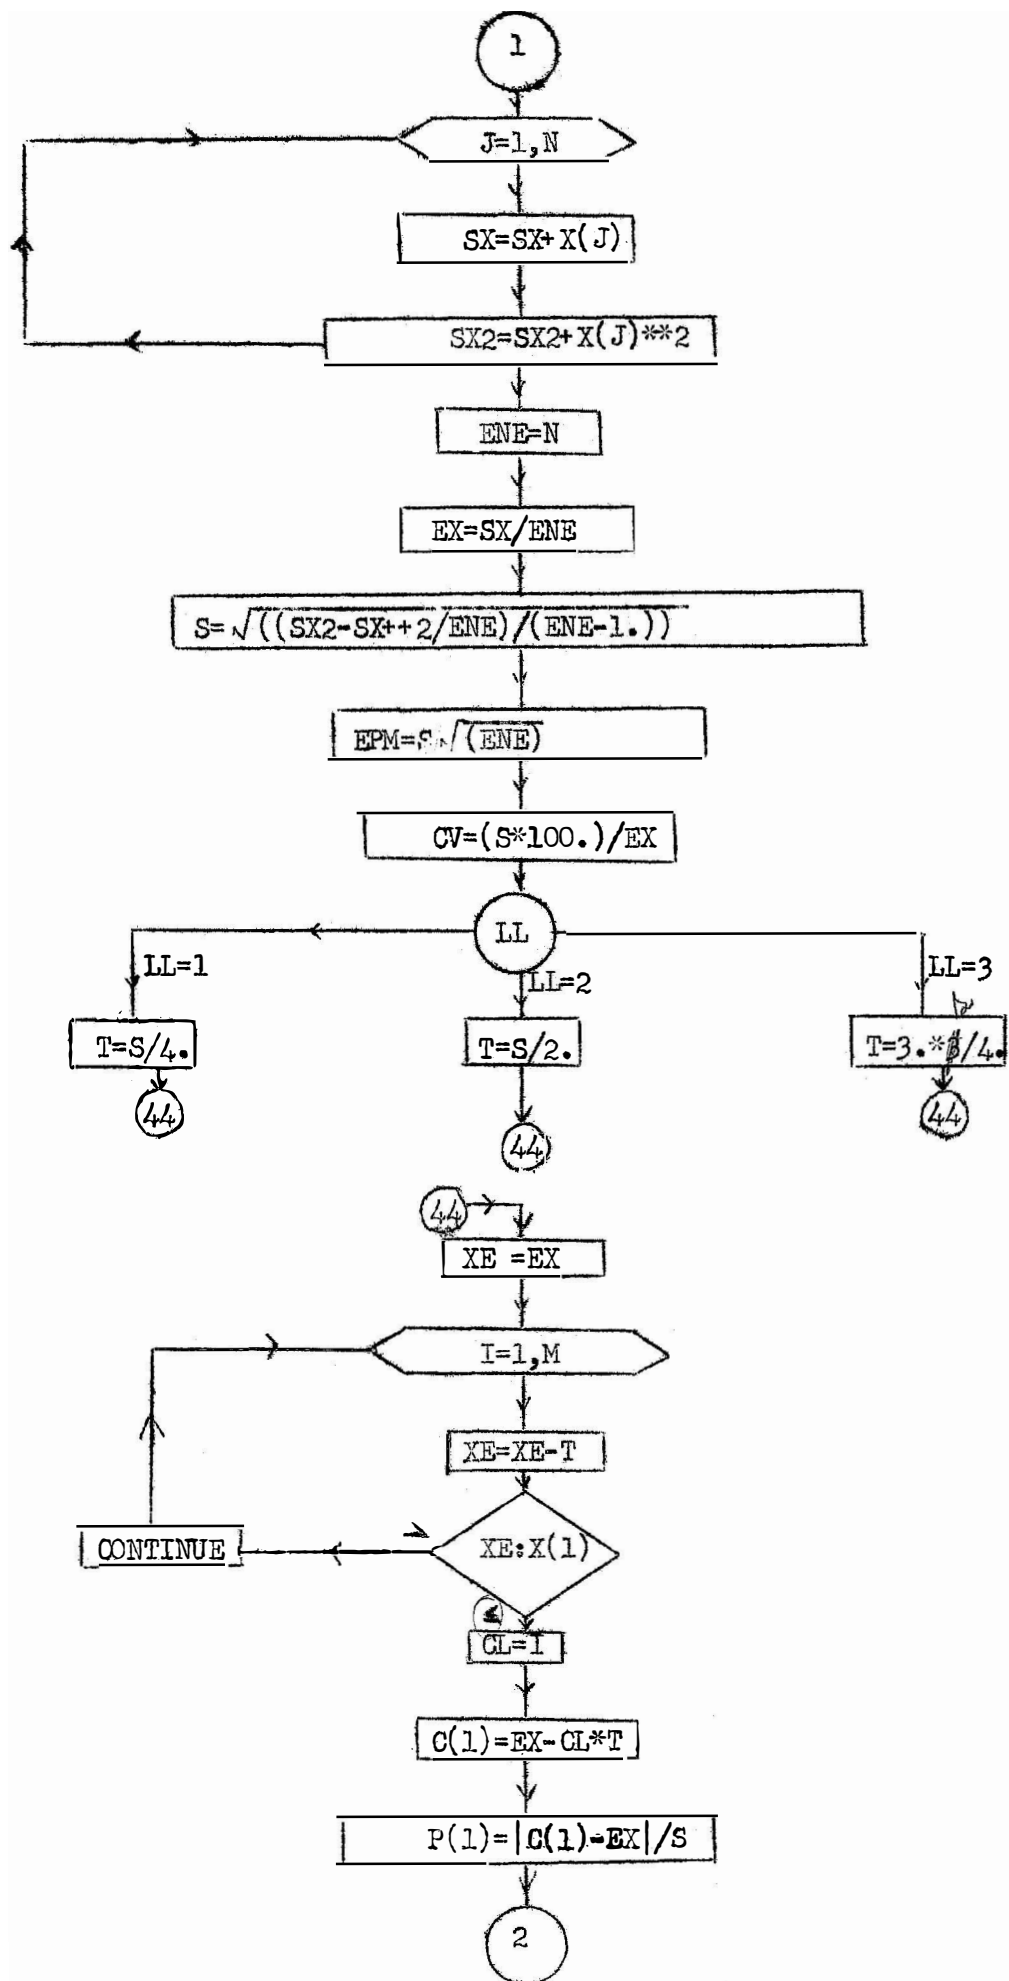 1
J=1,N
SX=SX+X(J)
SX2=SX2+X(J)**2
ENE=N
EX=SX/ENE
S=√((SX2-SX++2/ENE)/(ENE-1.))
EPM=S√(ENE)
CV=(S*100.)/EX
LL
LL=1
LL=2
LL=3
T=S/4.
T=S/2.
T=3.*/4.
44
44
44
44
XE =EX
I=1,M
XE=XE-T
XE:X(1)
>
CONTINUE
≤
CL=I
C(1)=EX-CL*T
P(1)=|C(1)-EX|/S
2